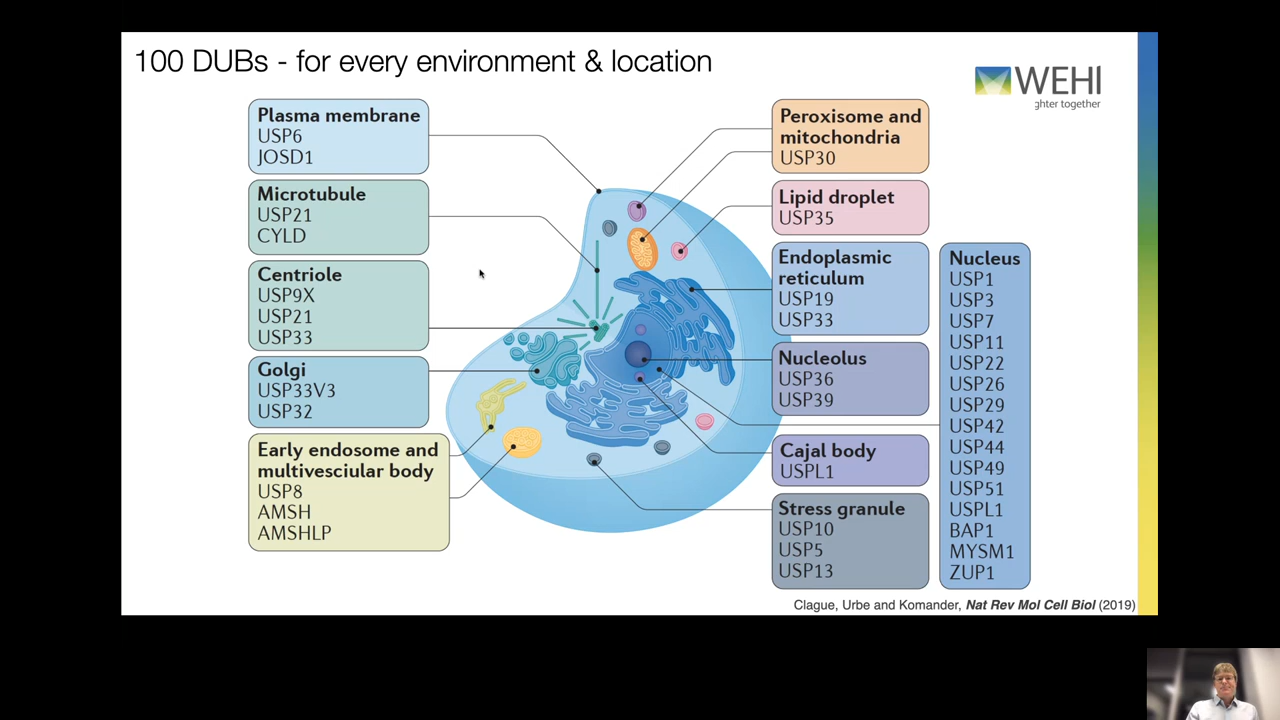 100 DUBs - for every environment & location
WEHI
ghter together
Plasma membrane
USP6
JOSD1
Microtubule
USP21
CYLD
Centriole
USP9X
USP21
USP33
Golgi
USP33V3
USP32
Early endosome and
multivesciular body
USP8
AMSH
AMSHLP
Peroxisome and
mitochondria
USP30
Lipid droplet
USP35
Endoplasmic
reticulum
USP19
USP33
Nucleolus
USP36
USP39
Cajal body
USPL1
Stress granule
USP10
USP5
USP13
Nucleus
USP1
USP3
USP7
USP11
USP22
USP26
USP29
USP42
USP44
USP49
USP51
USPL1
BAP1
MYSM1
ZUP1
Clague, Urbe and Komander, Nat Rev Mol Cell Biol (2019)